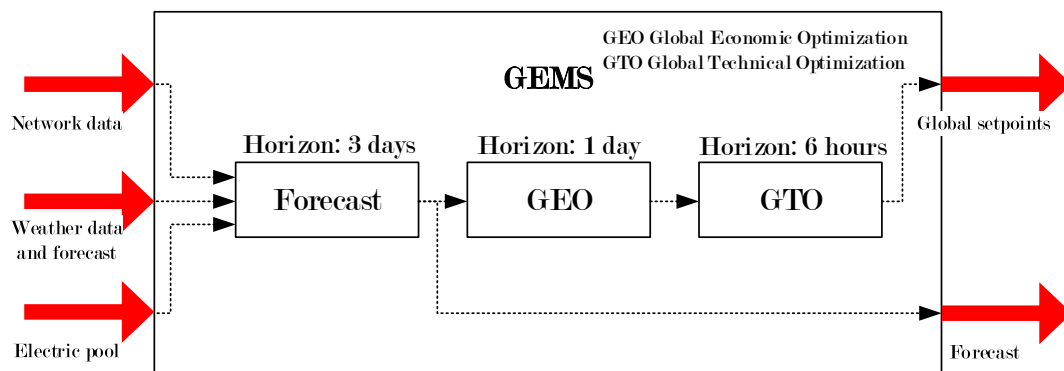 GEO Global Economic Optimization
GTO Global Technical Optimization
GEMS
Network data
Global setpoints
Horizon: 3 days
Horizon: 1 day
Horizon: 6 hours
Forecast
GEO
GTO
Weather data
and forecast
Electric pool
Forecast